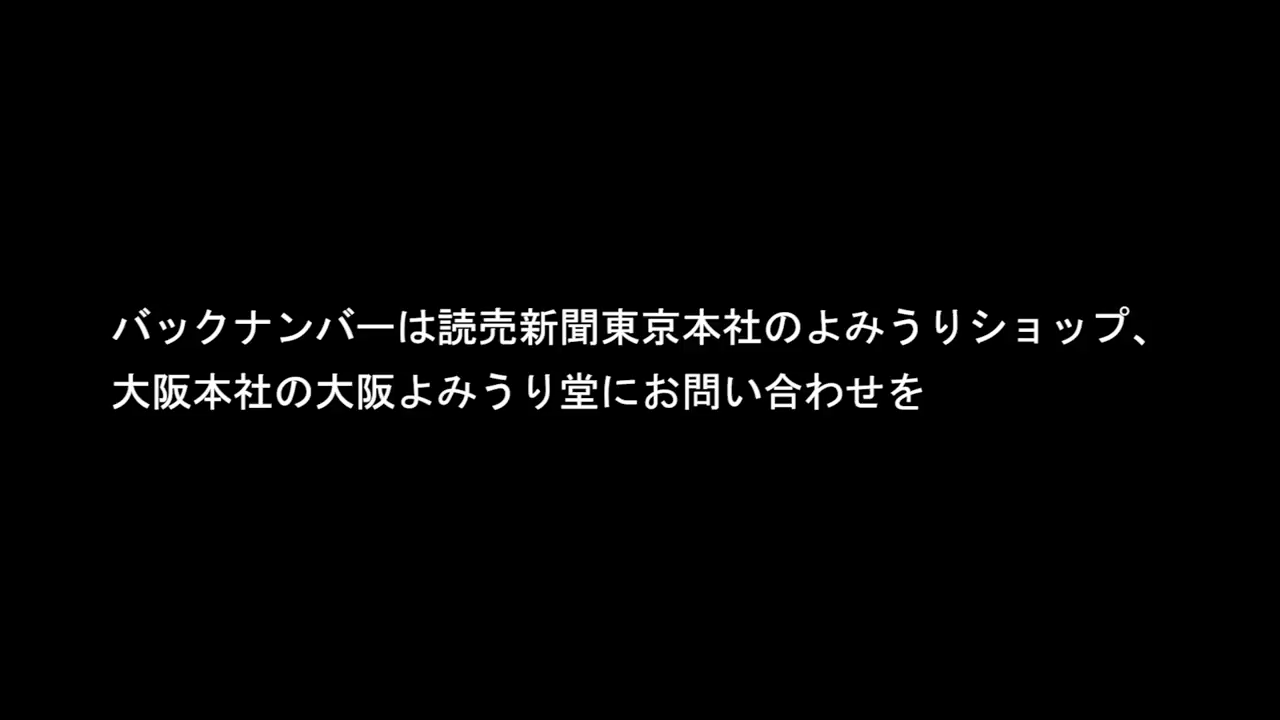 バックナンバーは読売新聞東京本社のよみうりショップ、
大阪本社の大阪よみうり堂にお問い合わせを